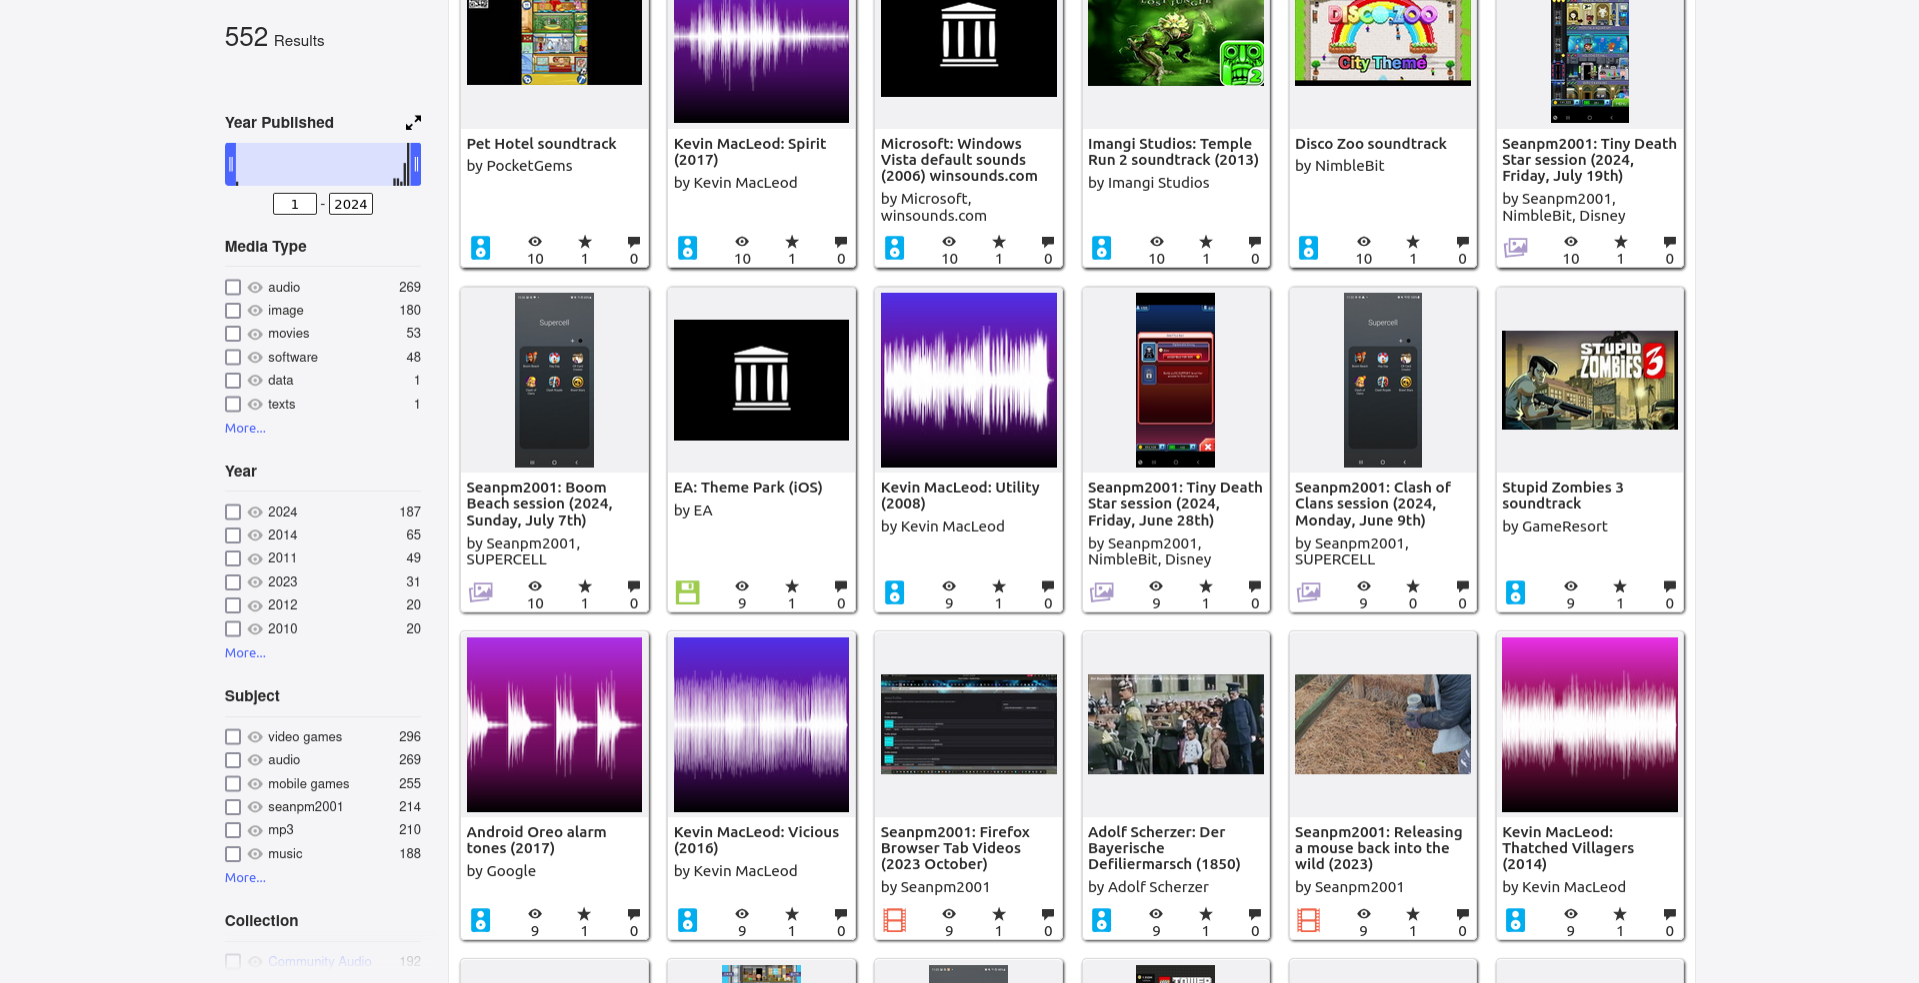 552 Results
Year Published
1 - 2024
Media Type
audio 269
image 180
movies 53
software 48
data 1
texts 1
More...
Year
2024 187
2014 65
2011 49
2023 31
2012 20
2010 20
More...
Subject
video games 296
audio 269
mobile games 255
seanpm2001 214
mp3 210
music 188
More...
Collection
Community Audio 192
Pet Hotel soundtrack
by PocketGems
10 1 0
Kevin MacLeod: Spirit
(2017)
by Kevin MacLeod
10 1 0
Microsoft: Windows
Vista default sounds
(2006) winsounds.com
by Microsoft,
winsounds.com
10 1 0
2
Imangi Studios: Temple
Run 2 soundtrack (2013)
by Imangi Studios
10 1 0
DISCO ZOO
City Theme
Disco Zoo soundtrack
by NimbleBit
10 1 0
Seanpm2001: Tiny Death
Star session (2024,
Friday, July 19th)
by Seanpm2001,
NimbleBit, Disney
10 1 0
Supercell
Seanpm2001: Boom
Beach session (2024,
Sunday, July 7th)
by Seanpm2001,
SUPERCELL
10 1 0
EA: Theme Park (iOS)
by EA
9 1 0
Kevin MacLeod: Utility
(2008)
by Kevin MacLeod
9 1 0
Seanpm2001: Tiny Death
Star session (2024,
Friday, June 28th)
by Seanpm2001,
NimbleBit, Disney
9 1 0
Supercell
Seanpm2001: Clash of
Clans session (2024,
Monday, June 9th)
by Seanpm2001,
SUPERCELL
9 0 0
STUPID
ZOMBIES 3
Stupid Zombies 3
soundtrack
by GameResort
9 1 0
Android Oreo alarm
tones (2017)
by Google
9 1 0
Kevin MacLeod: Vicious
(2016)
by Kevin MacLeod
9 1 0
Seanpm2001: Firefox
Browser Tab Videos
(2023 October)
by Seanpm2001
9 1 0
Adolf Scherzer: Der
Bayerische
Defiliermarsch (1850)
by Adolf Scherzer
9 1 0
Seanpm2001: Releasing
a mouse back into the
wild (2023)
by Seanpm2001
9 1 0
Kevin MacLeod:
Thatched Villagers
(2014)
by Kevin MacLeod
9 1 0